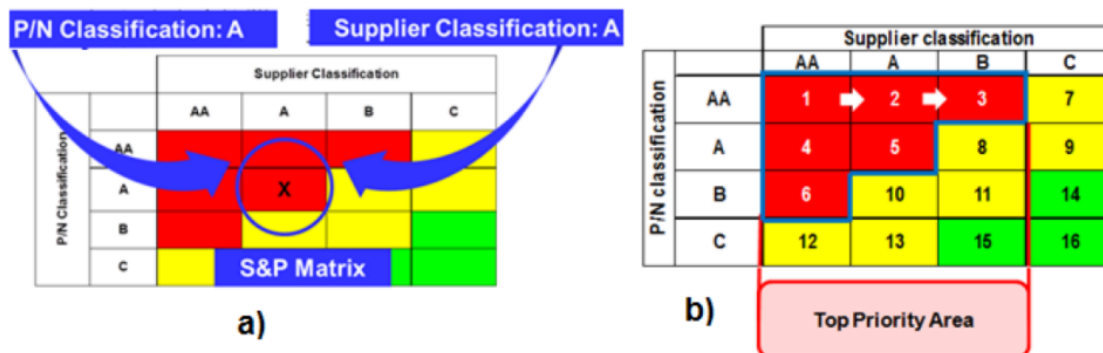 P/N Classification: A
Supplier Classification: A
Supplier Classification
AA A B C
P/N Classification
AA
A
X
B
C
S&P Matrix
a)
Supplier classification
AA A B C
P/N classification
AA 1 2 3 7
A 4 5 8 9
B 6 10 11 14
C 12 13 15 16
b)
Top Priority Area